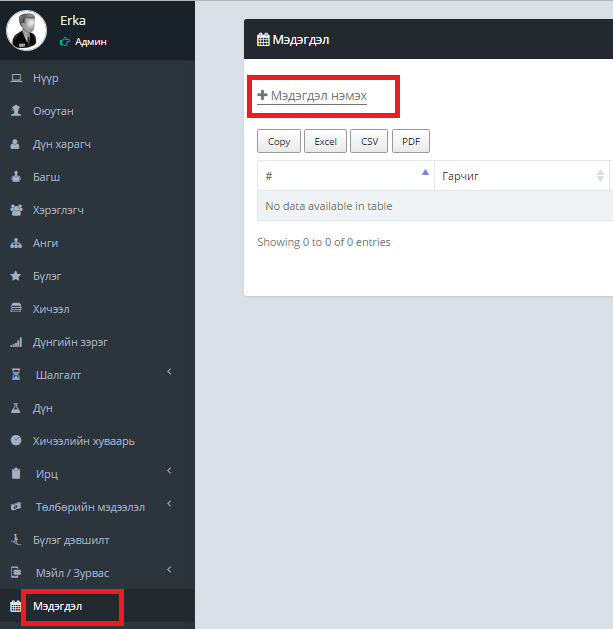 Erka
Админ
Нүүр
Оюутан
Дүн харагч
Багш
Хэрэглэгч
Анги
Бүлэг
Хичээл
Дүнгийн зэрэг
Шалгалт
Дүн
Хичээлийн хуваарь
Ирц
Төлбөрийн мэдээлэл
Бүлэг дэвшилт
Мэйл / Зурвас
Мэдэгдэл
Мэдэгдэл
Мэдэгдэл нэмэх
Copy Excel CSV PDF
# Гарчиг
No data available in table
Showing 0 to 0 of 0 entries